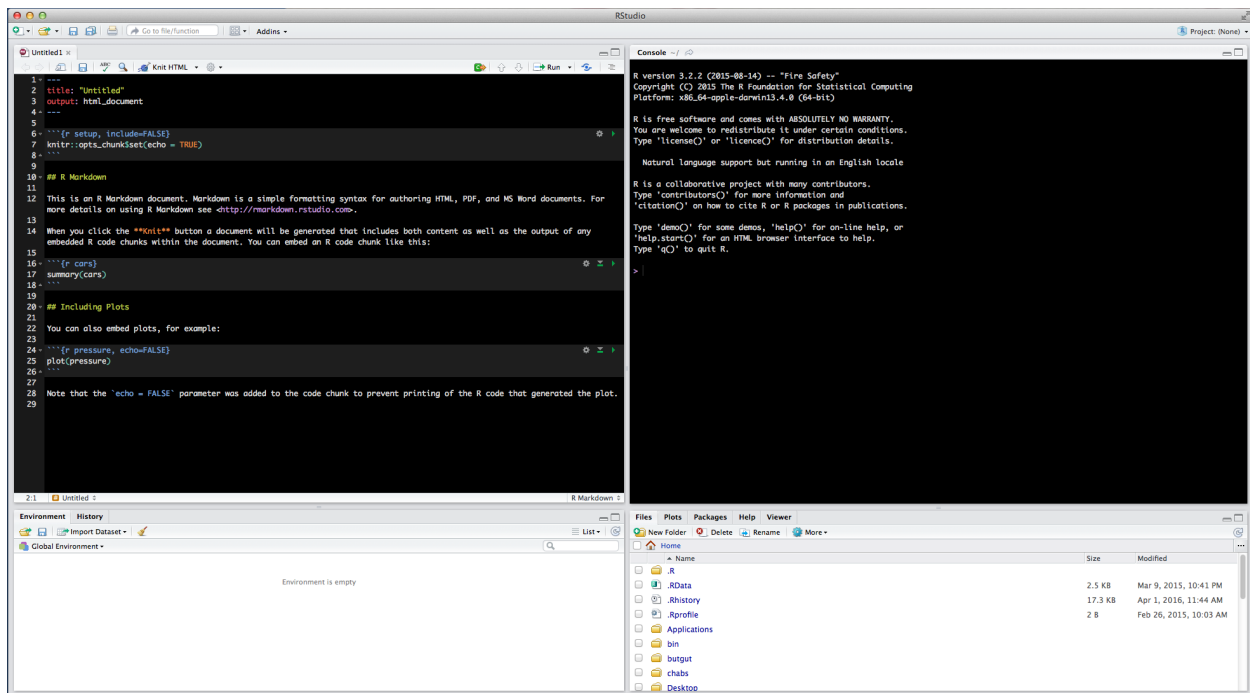 RStudio
Go to file/function
Addins
Project: (None)
Untitled1
ABC
Knit HTML
Run
1 ---
2 title: "Untitled"
3 output: html_document
4 ---
5
6 ```{r setup, include=FALSE}
7 knitr::opts_chunk$set(echo = TRUE)
8 ```
9
10 ## R Markdown
11
12 This is an R Markdown document. Markdown is a simple formatting syntax for authoring HTML, PDF, and MS Word documents. For
more details on using R Markdown see <http://rmarkdown.rstudio.com>.
13
14 When you click the **Knit** button a document will be generated that includes both content as well as the output of any
embedded R code chunks within the document. You can embed an R code chunk like this:
15
16 ```{r cars}
17 summary(cars)
18 ```
19
20 ## Including Plots
21
22 You can also embed plots, for example:
23
24 ```{r pressure, echo=FALSE}
25 plot(pressure)
26 ```
27
28 Note that the `echo = FALSE` parameter was added to the code chunk to prevent printing of the R code that generated the plot.
29
2:1 Untitled R Markdown
Console ~/
R version 3.2.2 (2015-08-14) -- "Fire Safety"
Copyright (C) 2015 The R Foundation for Statistical Computing
Platform: x86_64-apple-darwin13.4.0 (64-bit)
R is free software and comes with ABSOLUTELY NO WARRANTY.
You are welcome to redistribute it under certain conditions.
Type 'license()' or 'licence()' for distribution details.
Natural language support but running in an English locale
R is a collaborative project with many contributors.
Type 'contributors()' for more information and
'citation()' on how to cite R or R packages in publications.
Type 'demo()' for some demos, 'help()' for on-line help, or
'help.start()' for an HTML browser interface to help.
Type 'q()' to quit R.
>
Environment History
Import Dataset List
Global Environment
Environment is empty
Files Plots Packages Help Viewer
New Folder Delete Rename More
Home
Name Size Modified
.R
.RData 2.5 KB Mar 9, 2015, 10:41 PM
.Rhistory 17.3 KB Apr 1, 2016, 11:44 AM
.Rprofile 2 B Feb 26, 2015, 10:03 AM
Applications
bin
butgut
chabs
Desktop